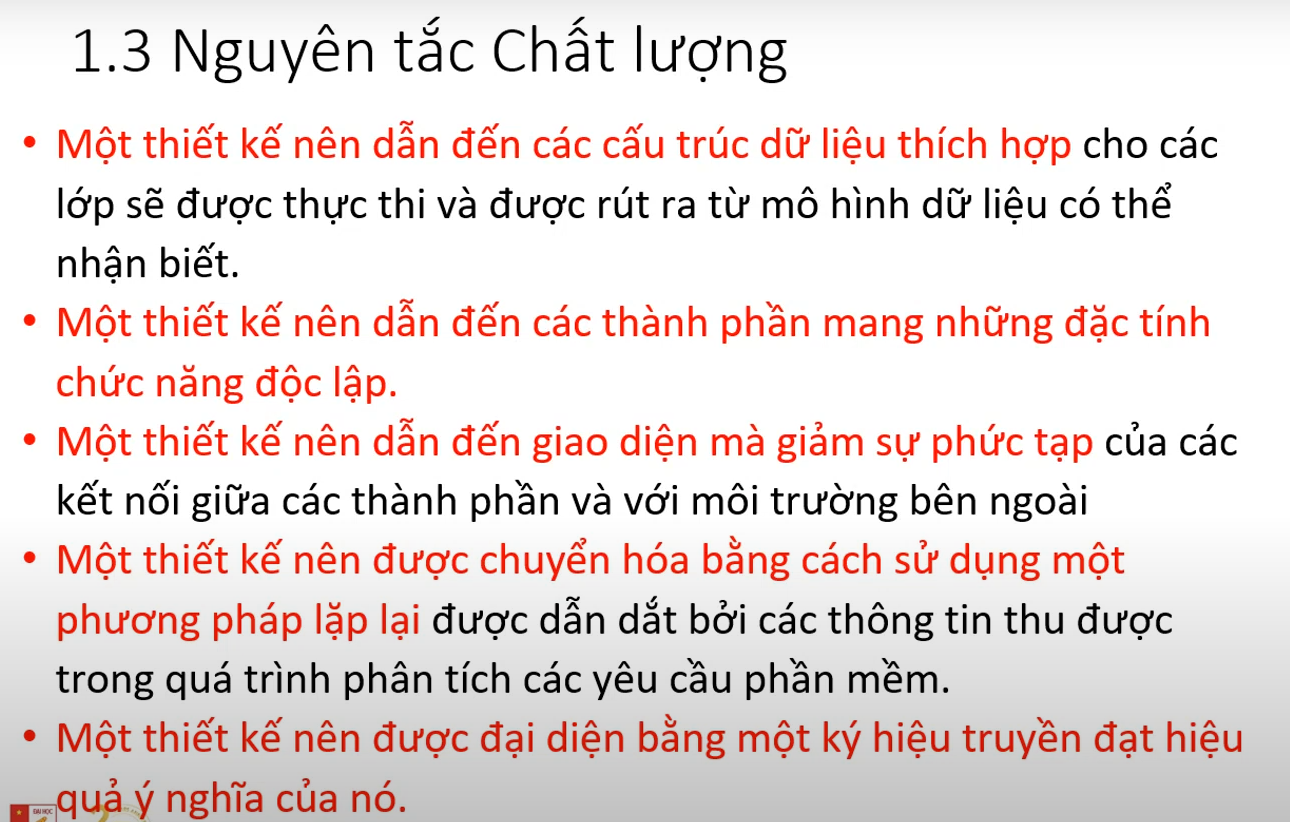 1.3 Nguyên tắc Chất lượng
• Một thiết kế nên dẫn đến các cấu trúc dữ liệu thích hợp cho các
lớp sẽ được thực thi và được rút ra từ mô hình dữ liệu có thể
nhận biết.
• Một thiết kế nên dẫn đến các thành phần mang những đặc tính
chức năng độc lập.
• Một thiết kế nên dẫn đến giao diện mà giảm sự phức tạp của các
kết nối giữa các thành phần và với môi trường bên ngoài
• Một thiết kế nên được chuyển hóa bằng cách sử dụng một
phương pháp lặp lại được dẫn dắt bởi các thông tin thu được
trong quá trình phân tích các yêu cầu phần mềm.
• Một thiết kế nên được đại diện bằng một ký hiệu truyền đạt hiệu
quả ý nghĩa của nó.
ĐẠI HỌC